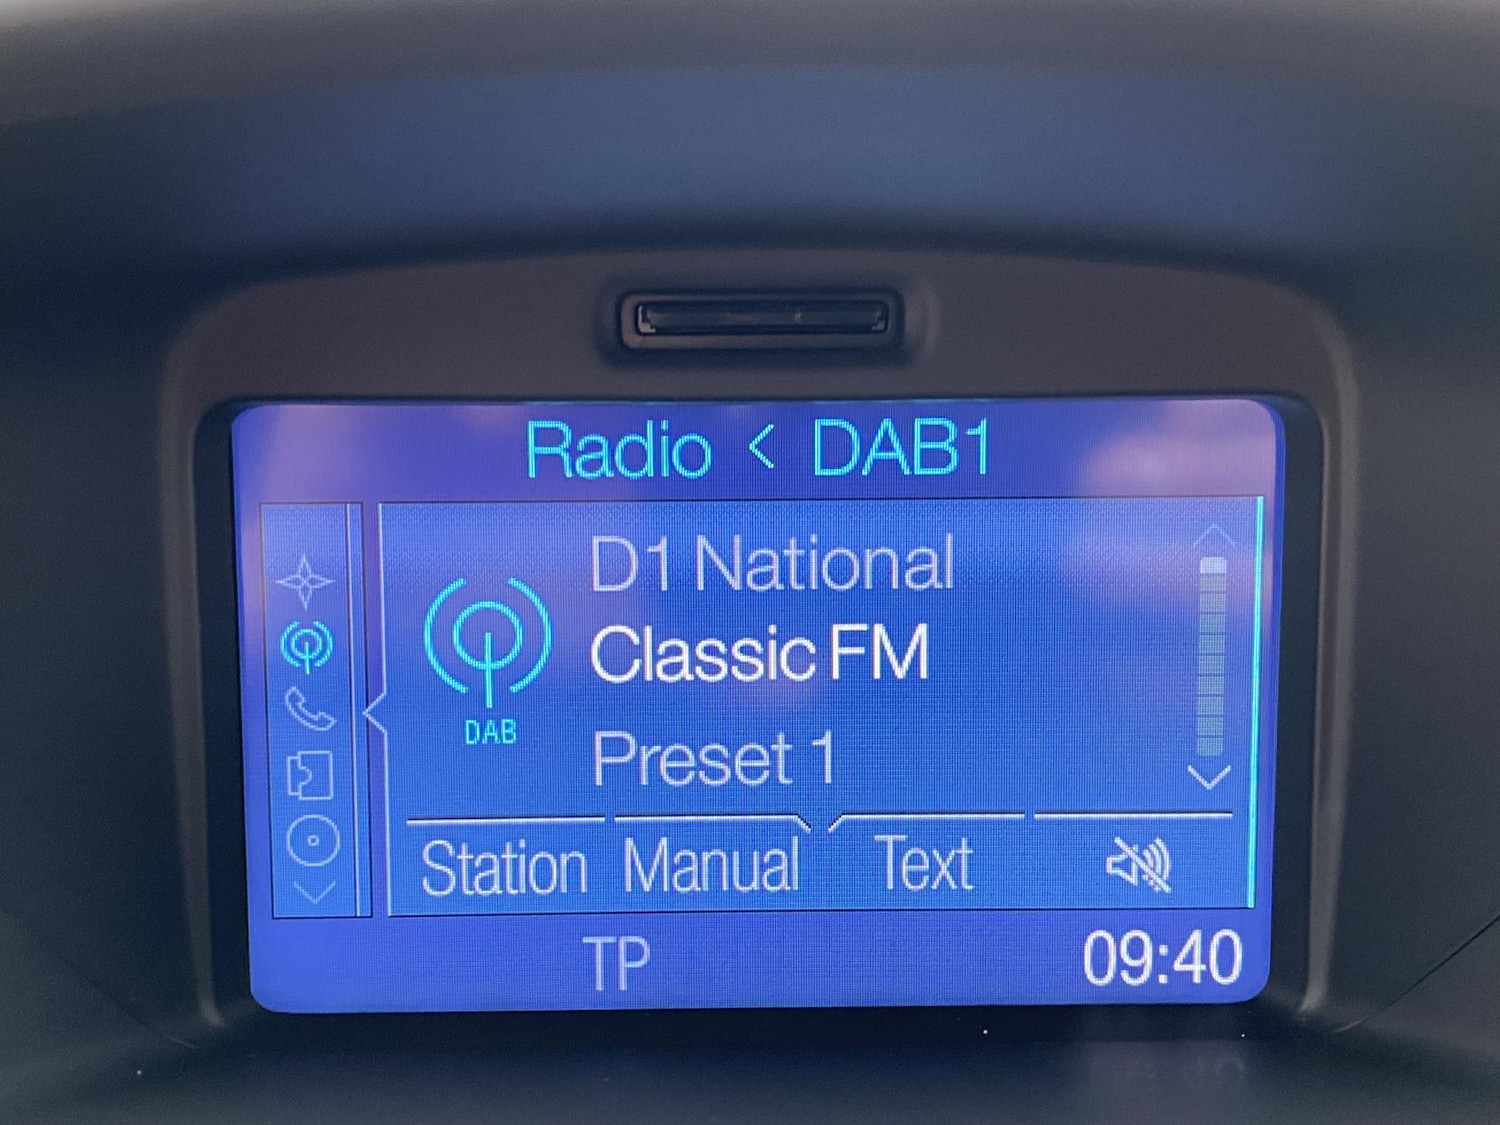 Radio < DAB1
D1 National
Classic FM
DAB
Preset 1
Station Manual Text
TP 09:40